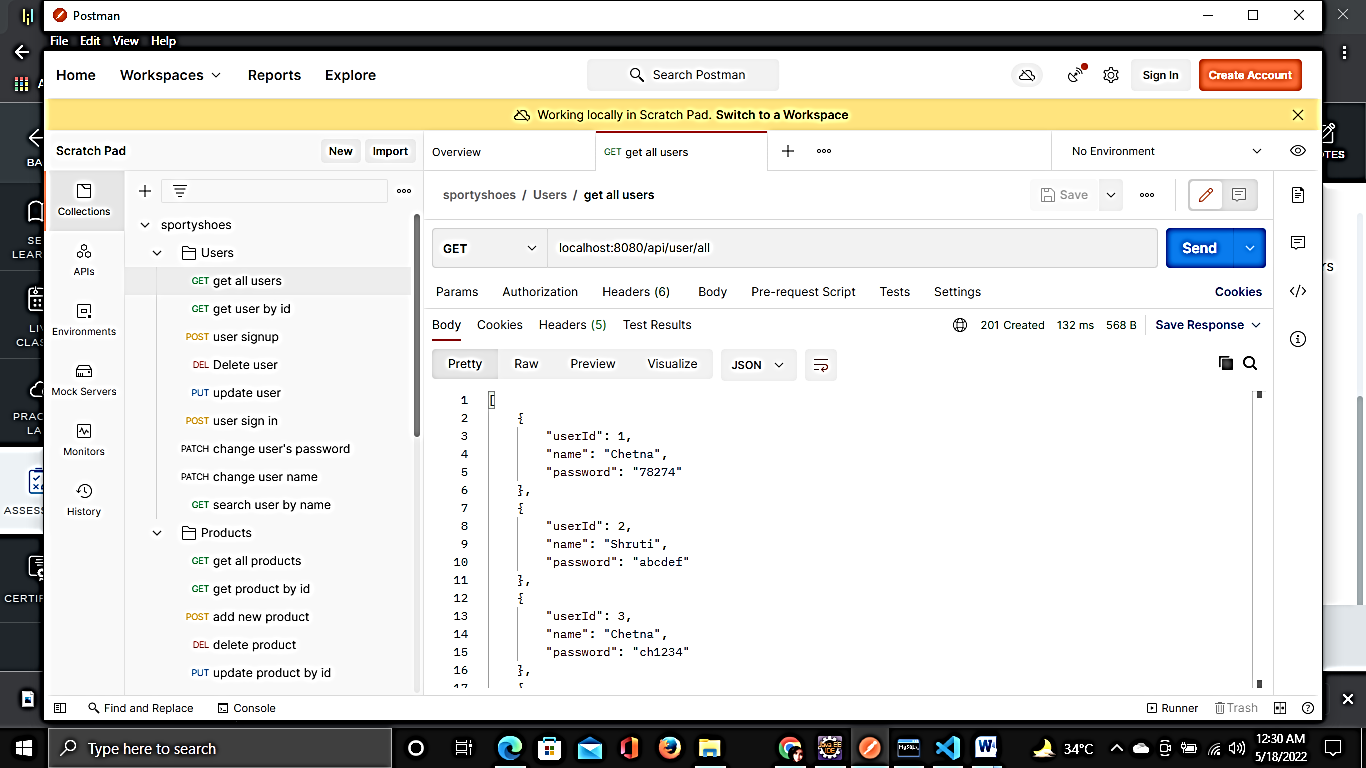 Postman
File Edit View Help
Home Workspaces Reports Explore Search Postman Sign In Create Account
Working locally in Scratch Pad. Switch to a Workspace
Scratch Pad New Import Overview GET get all users No Environment
sportyshoes / Users / get all users Save
Collections
APIs
Environments
Mock Servers
Monitors
History
sportyshoes
Users
GET get all users
GET get user by id
POST user signup
DEL Delete user
PUT update user
POST user sign in
PATCH change user's password
PATCH change user name
GET search user by name
Products
GET get all products
GET get product by id
POST add new product
DEL delete product
PUT update product by id
GET localhost:8080/api/user/all Send
Params Authorization Headers (6) Body Pre-request Script Tests Settings Cookies
Body Cookies Headers (5) Test Results 201 Created 132 ms 568 B Save Response
Pretty Raw Preview Visualize JSON
1 [
2 {
3 "userId": 1,
4 "name": "Chetna",
5 "password": "78274"
6 },
7 {
8 "userId": 2,
9 "name": "Shruti",
10 "password": "abcdef"
11 },
12 {
13 "userId": 3,
14 "name": "Chetna",
15 "password": "ch1234"
16 },
17 {
Find and Replace Console Runner Trash
Type here to search 34°C 12:30 AM
5/18/2022